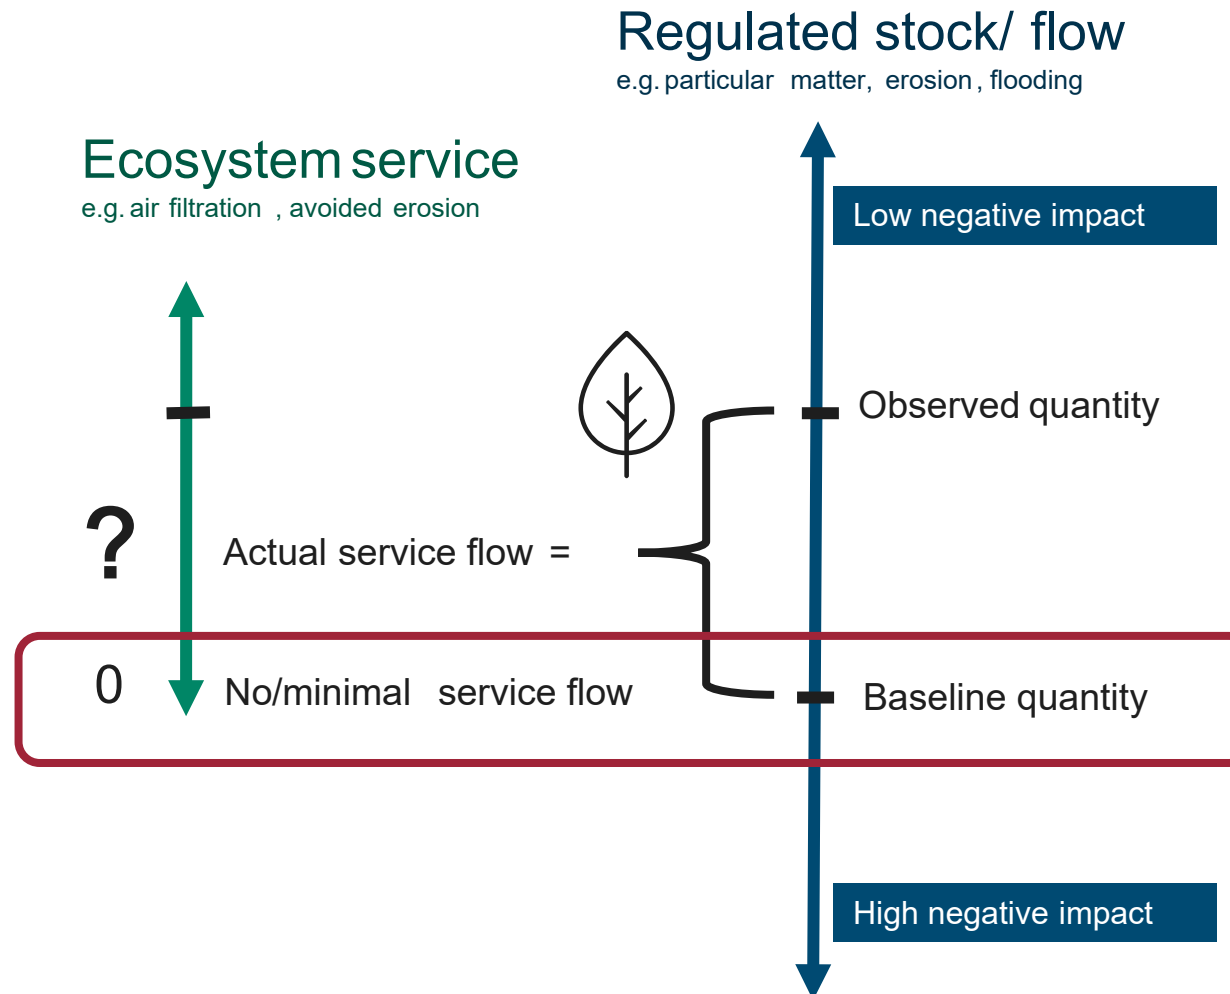 Regulated stock/ flow
e.g. particular matter, erosion, flooding
Ecosystem service
e.g. air filtration , avoided erosion
Low negative impact
Observed quantity
?
Actual service flow =
0
No/minimal service flow
Baseline quantity
High negative impact